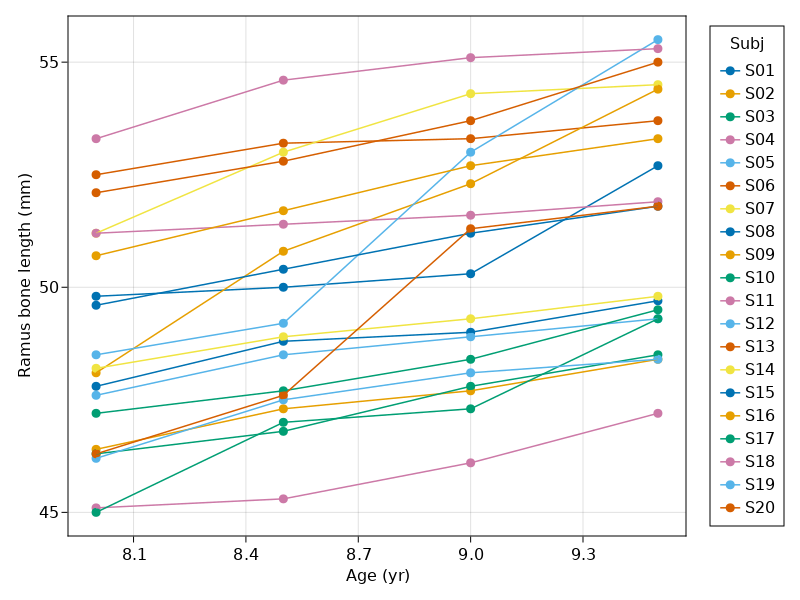 55
50
45
Ramus bone length (mm)
8.1 8.4 8.7 9.0 9.3
Age (yr)
Subj
S01
S02
S03
S04
S05
S06
S07
S08
S09
S10
S11
S12
S13
S14
S15
S16
S17
S18
S19
S20